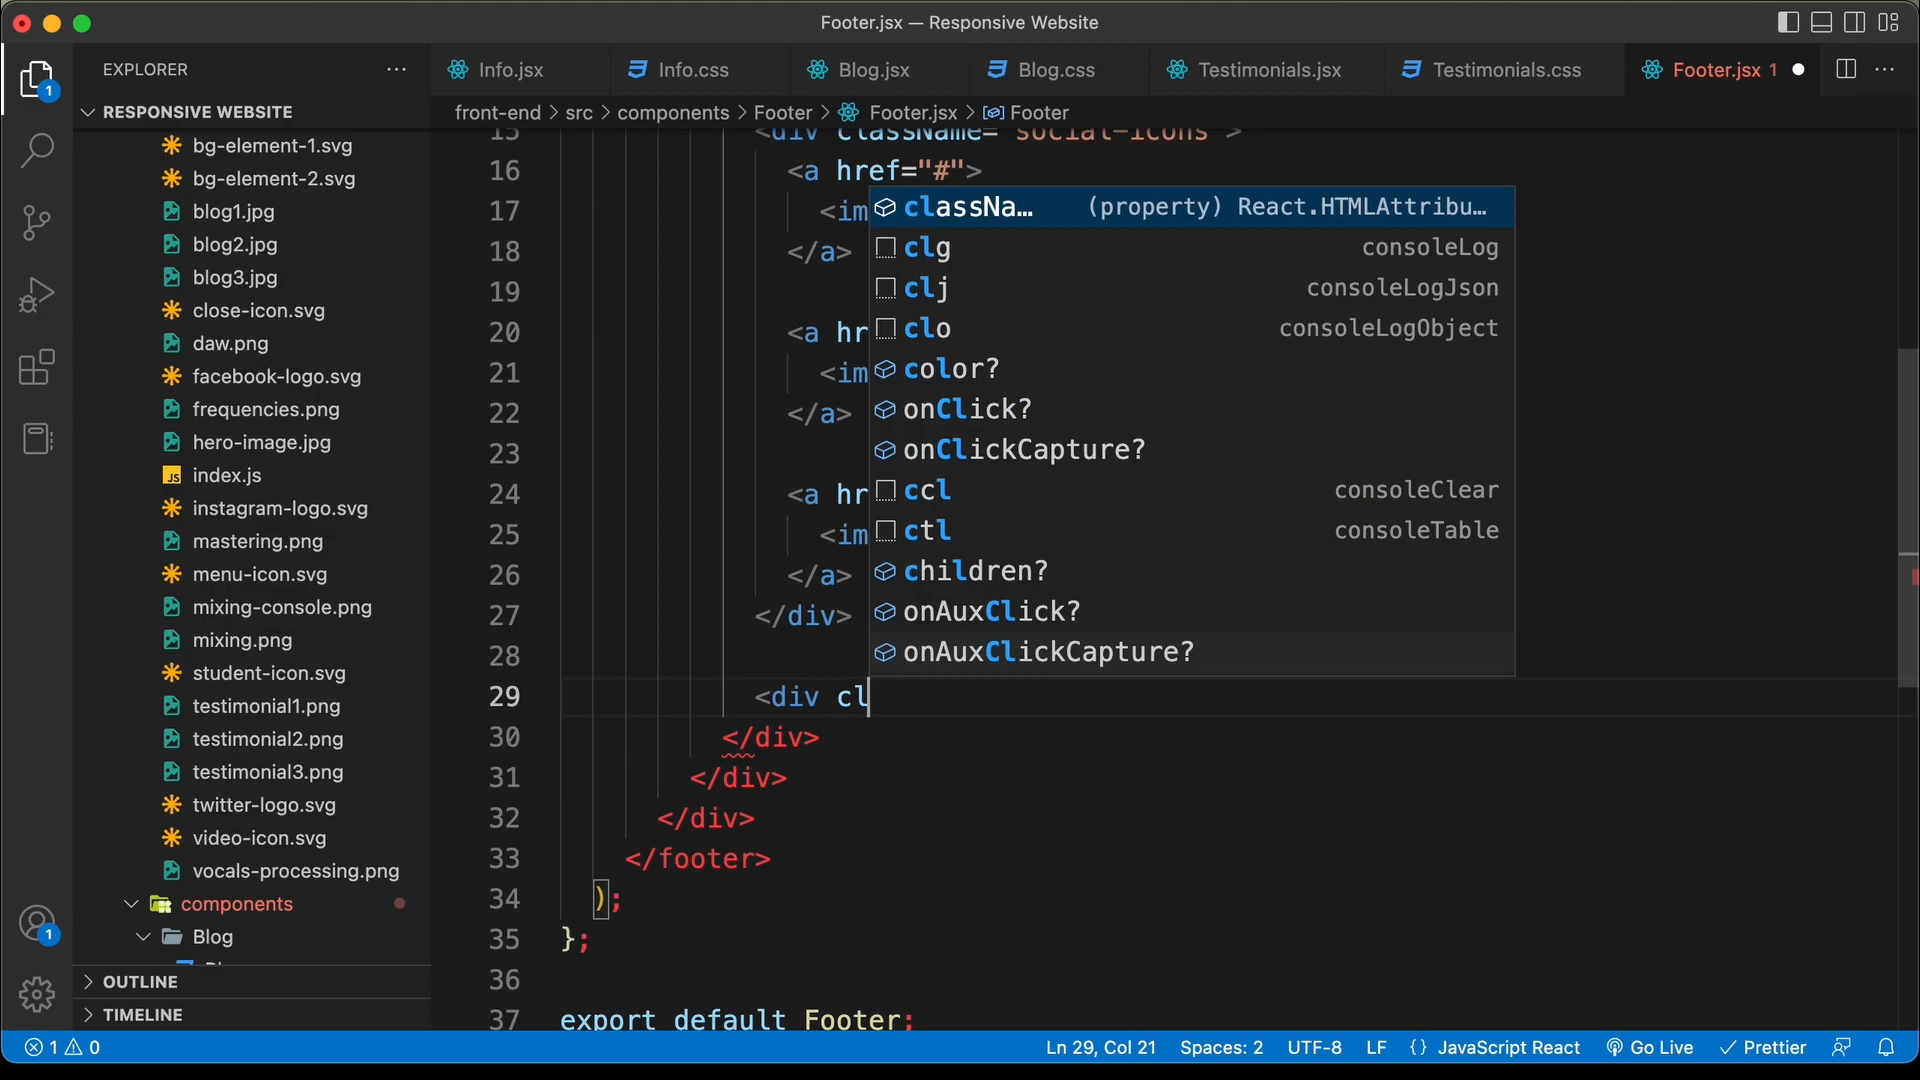 Footer.jsx — Responsive Website
EXPLORER
Info.jsx
Info.css
Blog.jsx
Blog.css
Testimonials.jsx
Testimonials.css
Footer.jsx 1
1
RESPONSIVE WEBSITE
front-end > src > components > Footer > Footer.jsx > Footer
bg-element-1.svg
bg-element-2.svg
blog1.jpg
blog2.jpg
blog3.jpg
close-icon.svg
daw.png
facebook-logo.svg
frequencies.png
hero-image.jpg
JS index.js
instagram-logo.svg
mastering.png
menu-icon.svg
mixing-console.png
mixing.png
student-icon.svg
testimonial1.png
testimonial2.png
testimonial3.png
twitter-logo.svg
video-icon.svg
vocals-processing.png
components
Blog
OUTLINE
TIMELINE
1
15 <div className="social-icons">
16 <a href="#">
17 <im
18 </a>
19
20 <a hr
21 <im
22 </a>
23
24 <a hr
25 <im
26 </a>
27 </div>
28
29 <div cl
30 </div>
31 </div>
32 </div>
33 </footer>
34 );
35 };
36
37 export default Footer;
classNa… (property) React.HTMLAttribu…
clg consoleLog
clj consoleLogJson
clo consoleLogObject
color?
onClick?
onClickCapture?
ccl consoleClear
ctl consoleTable
children?
onAuxClick?
onAuxClickCapture?
1 0
Ln 29, Col 21
Spaces: 2
UTF-8
LF
{ } JavaScript React
Go Live
Prettier